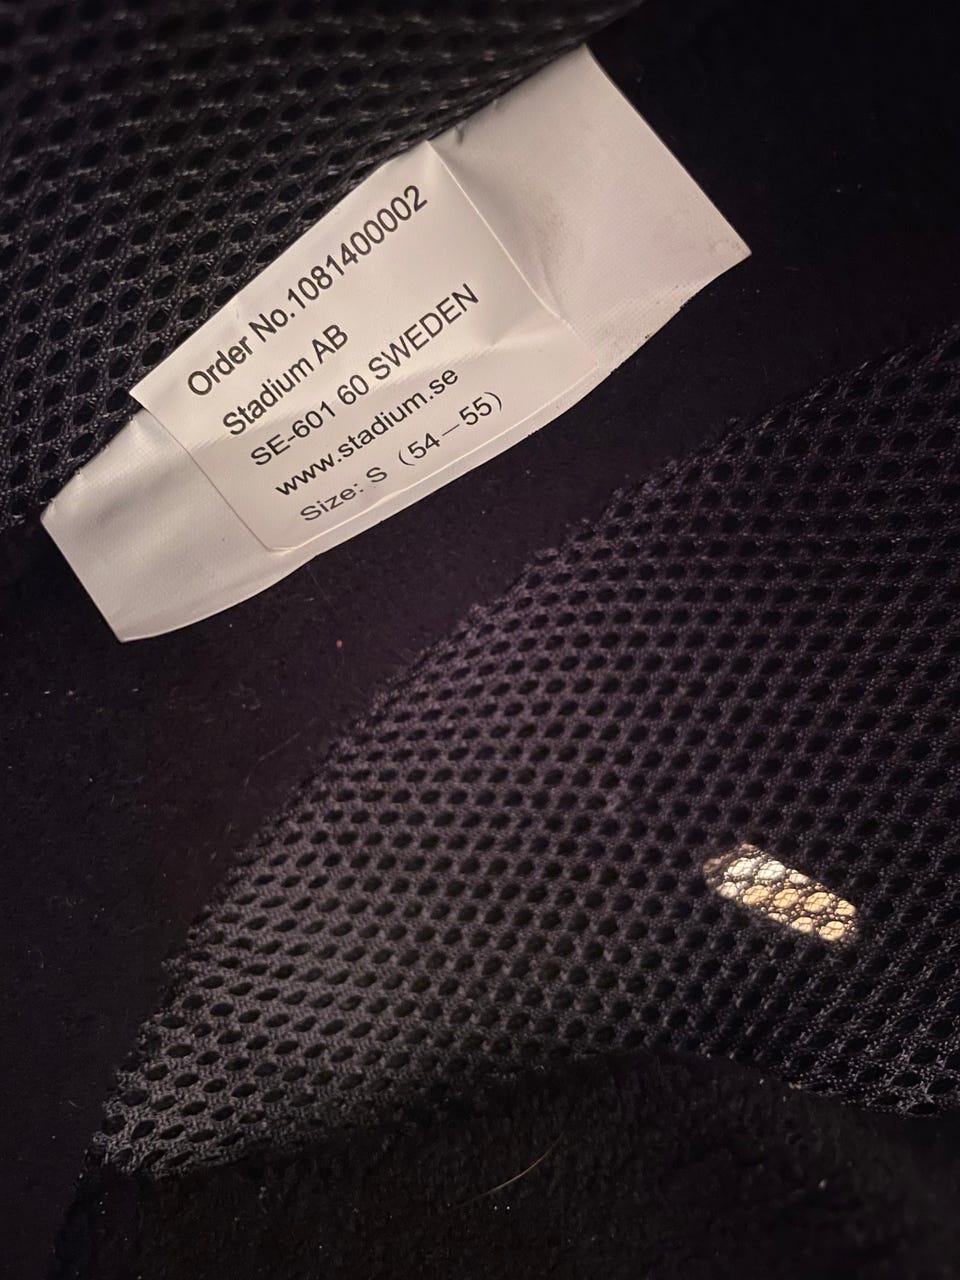 Order No.1081400002
Stadium AB
SE-601 60 SWEDEN
www.stadium.se
Size: S (54—55)